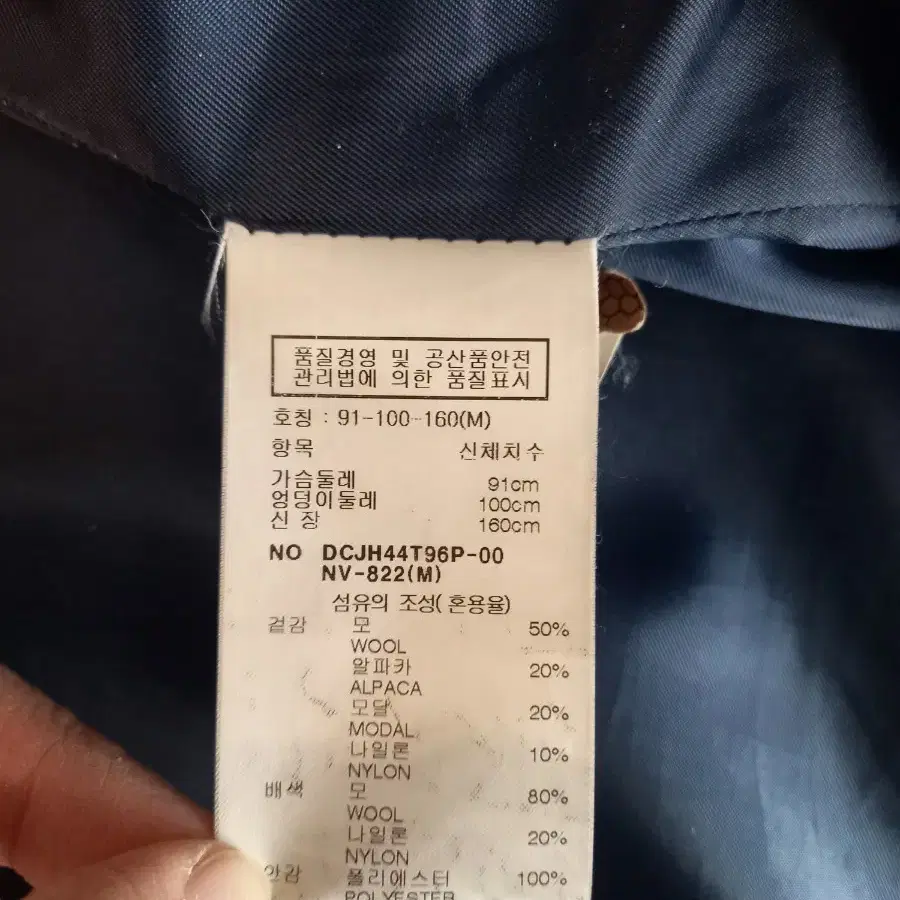 품질경영 및 공산품안전
관리법에 의한 품질표시
호칭 : 91-100-160(M)
항목 신체치수
가슴둘레 91cm
엉덩이둘레 100cm
신 장 160cm
NO DCJH44T96P-00
NV-822(M)
섬유의 조성(혼용율)
겉감 모 50%
WOOL
알파카 20%
ALPACA
모달 20%
MODAL
나일론 10%
NYLON
배색 모 80%
WOOL
나일론 20%
NYLON
안감 폴리에스터 100%
POLYESTER